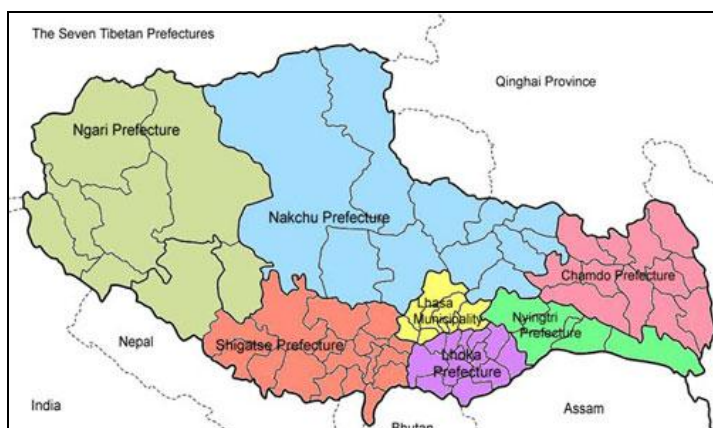 The Seven Tibetan Prefectures
Qinghai Province
Ngari Prefecture
Nakchu Prefecture
Chamdo Prefecture
Lhasa
Municipality
Nyingtri
Prefecture
Nepal
Shigatse Prefecture
Lhoka
Prefecture
India
Assam
Bhutan